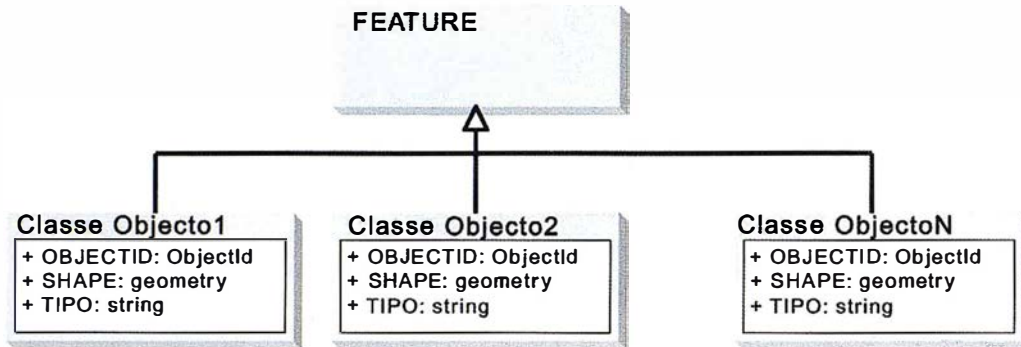 FEATURE
Classe Objecto1
+ OBJECTID: ObjectId
+ SHAPE: geometry
+ TIPO: string
Classe Objecto2
+ OBJECTID: ObjectId
+ SHAPE: geometry
+ TIPO: string
Classe ObjectoN
+ OBJECTID: ObjectId
+ SHAPE: geometry
+ TIPO: string